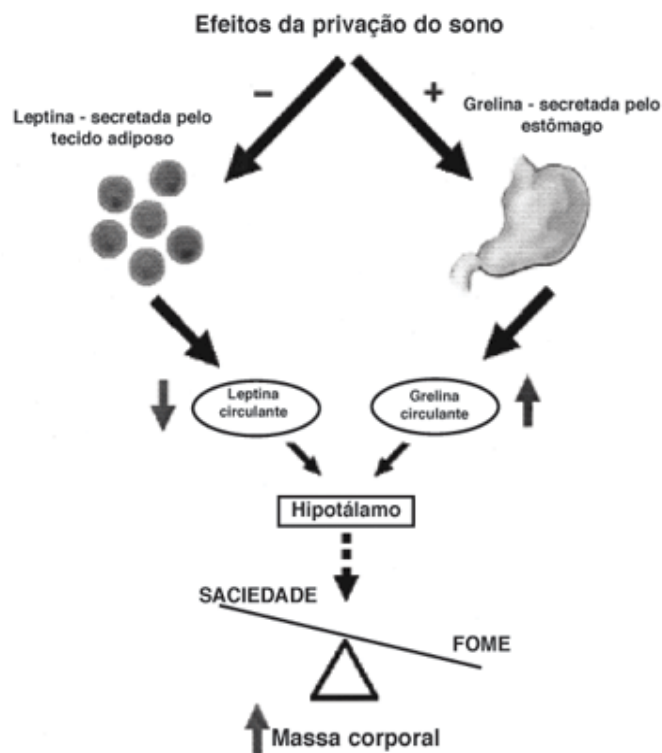 Efeitos da privação do sono
−
+
Leptina - secretada pelo
tecido adiposo
Grelina - secretada pelo
estômago
Leptina
circulante
Grelina
circulante
Hipotálamo
SACIEDADE
FOME
Massa corporal